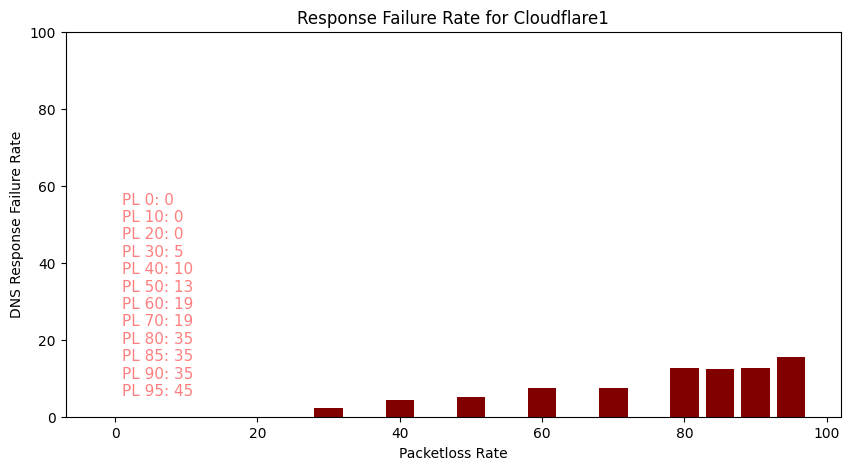 Response Failure Rate for Cloudflare1
DNS Response Failure Rate
100
80
60
40
20
0
PL 0: 0
PL 10: 0
PL 20: 0
PL 30: 5
PL 40: 10
PL 50: 13
PL 60: 19
PL 70: 19
PL 80: 35
PL 85: 35
PL 90: 35
PL 95: 45
0 20 40 60 80 100
Packetloss Rate